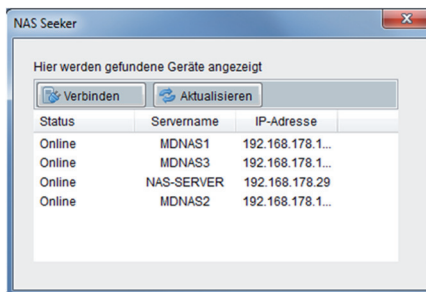 NAS Seeker
Hier werden gefundene Geräte angezeigt
Verbinden Aktualisieren
Status Servername IP-Adresse
Online MDNAS1 192.168.178.1...
Online MDNAS3 192.168.178.1...
Online NAS-SERVER 192.168.178.29
Online MDNAS2 192.168.178.1...